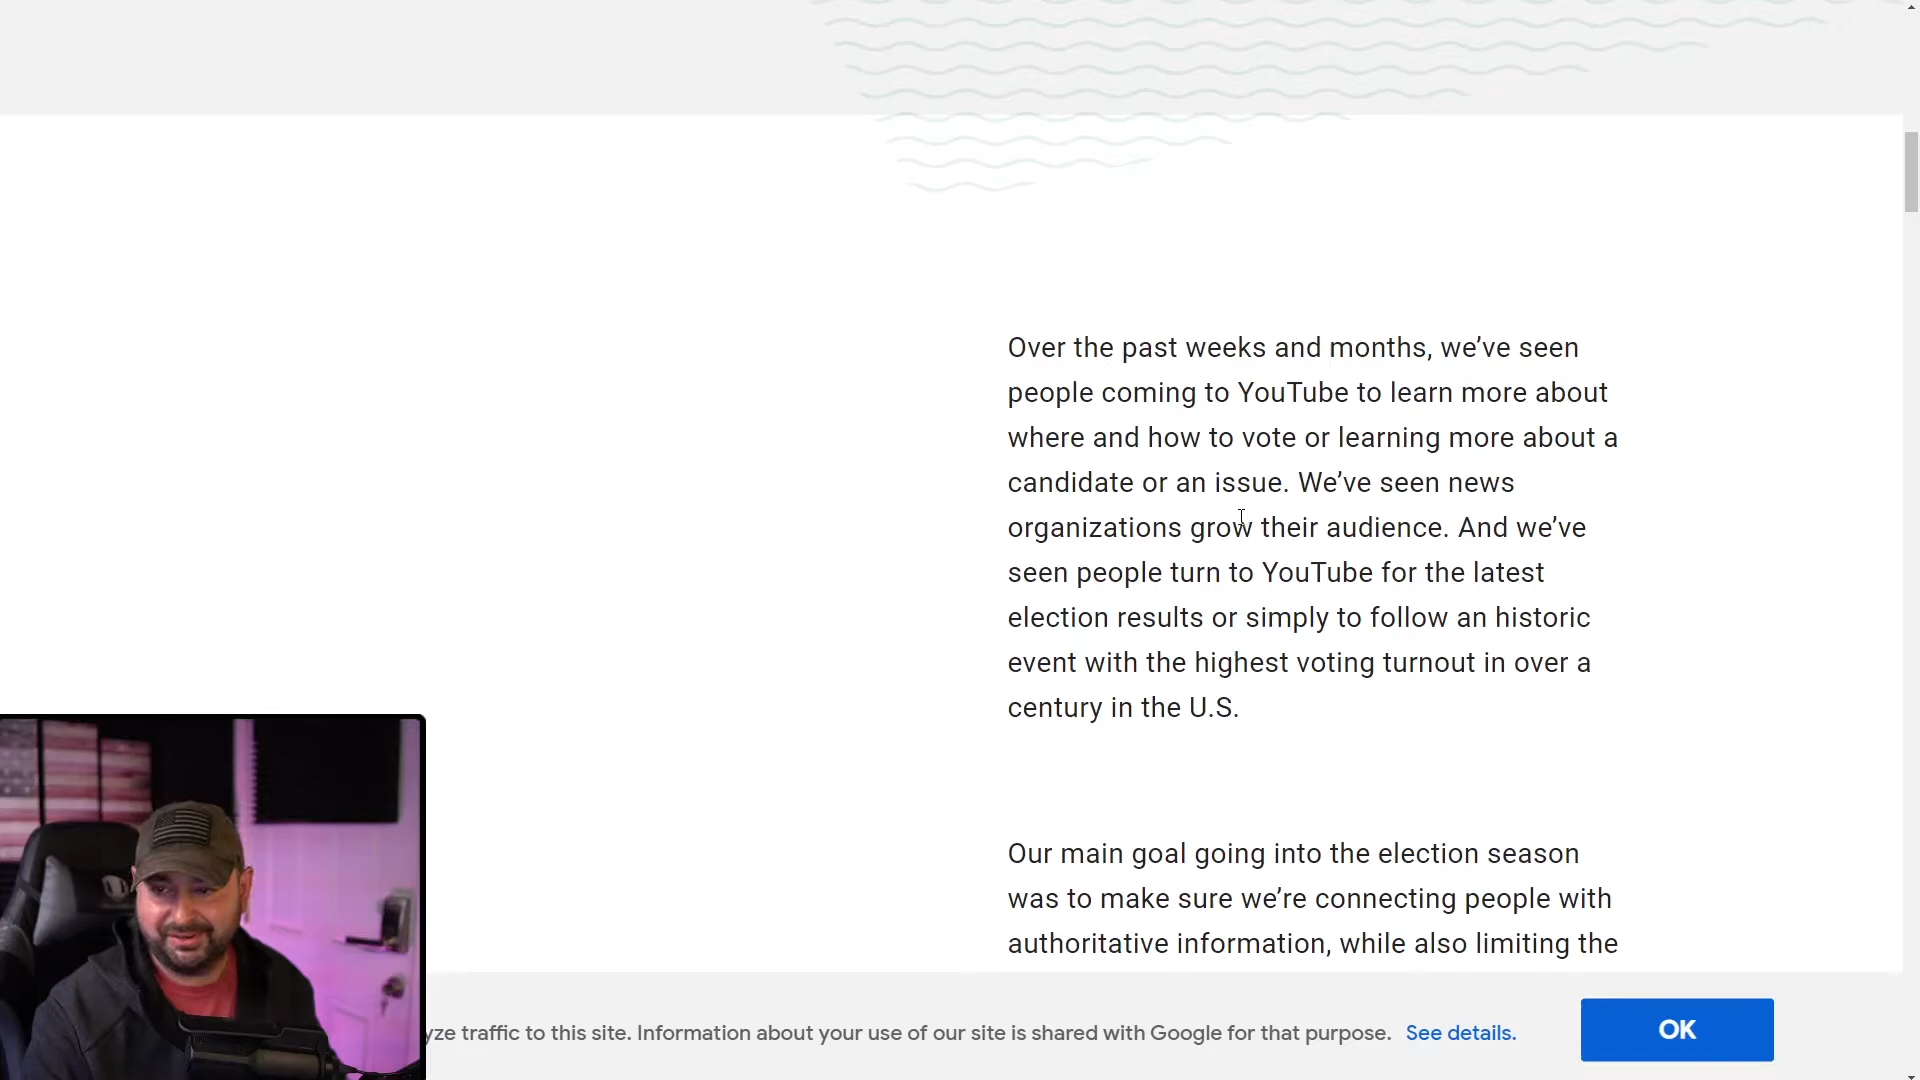 Over the past weeks and months, we’ve seen
people coming to YouTube to learn more about
where and how to vote or learning more about a
candidate or an issue. We’ve seen news
organizations grow their audience. And we’ve
seen people turn to YouTube for the latest
election results or simply to follow an historic
event with the highest voting turnout in over a
century in the U.S.
Our main goal going into the election season
was to make sure we’re connecting people with
authoritative information, while also limiting the
yze traffic to this site. Information about your use of our site is shared with Google for that purpose. See details.
OK